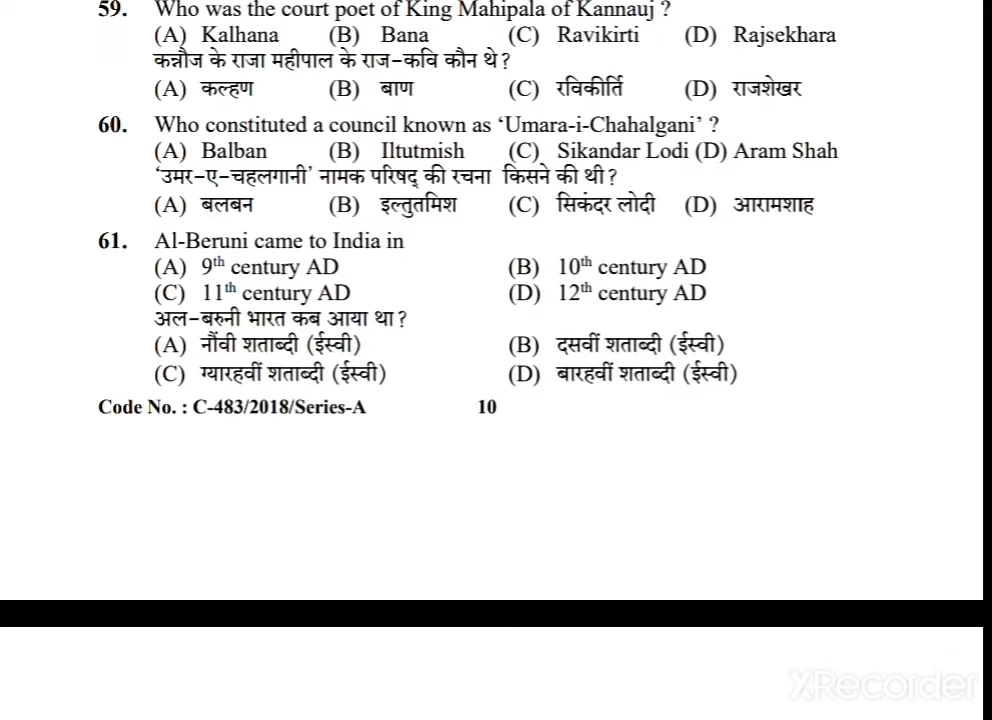 59. Who was the court poet of King Mahipala of Kannauj ?
(A) Kalhana (B) Bana (C) Ravikirti (D) Rajsekhara
कन्नौज के राजा महीपाल के राज-कवि कौन थे?
(A) कल्हण (B) बाण (C) रविकीर्ति (D) राजशेखर
60. Who constituted a council known as ‘Umara-i-Chahalgani’ ?
(A) Balban (B) Iltutmish (C) Sikandar Lodi (D) Aram Shah
‘उमर-ए-चहलगानी’ नामक परिषद् की रचना किसने की थी?
(A) बलबन (B) इल्तुतमिश (C) सिकंदर लोदी (D) आरामशाह
61. Al-Beruni came to India in
(A) 9th century AD (B) 10th century AD
(C) 11th century AD (D) 12th century AD
अल-बरुनी भारत कब आया था?
(A) नौंवी शताब्दी (ईस्वी) (B) दसवीं शताब्दी (ईस्वी)
(C) ग्यारहवीं शताब्दी (ईस्वी) (D) बारहवीं शताब्दी (ईस्वी)
Code No. : C-483/2018/Series-A 10
XRecorder